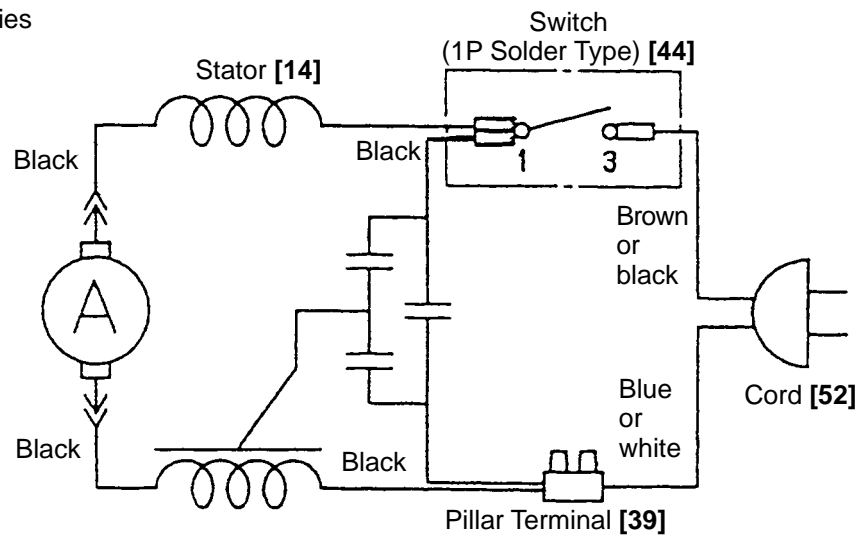 ies
Switch
(1P Solder Type) [44]
Stator [14]
Black
Black
1
3
Brown
or
black
A
Blue
or
white
Cord [52]
Black
Black
Pillar Terminal [39]